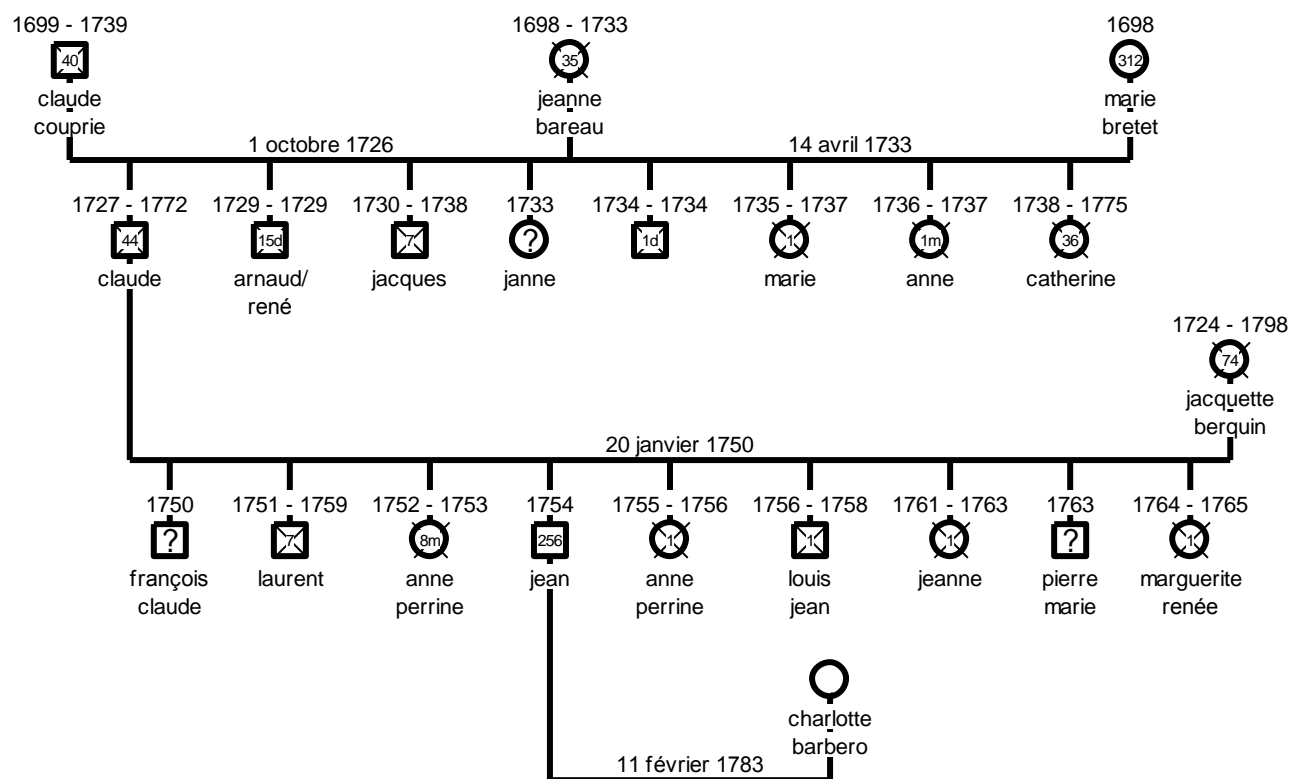 1699 - 1739 1698 - 1733 1698
40 35 312
claude jeanne marie
couprie bareau bretet
1 octobre 1726 14 avril 1733
1727 - 1772 1729 - 1729 1730 - 1738 1733 1734 - 1734 1735 - 1737 1736 - 1737 1738 - 1775
44 15d 7 ? 1d 1 1m 36
claude arnaud/ jacques janne marie anne catherine
rené
1724 - 1798
74
jacquette
berquin
20 janvier 1750
1750 1751 - 1759 1752 - 1753 1754 1755 - 1756 1756 - 1758 1761 - 1763 1763 1764 - 1765
? 7 8m 256 1 1 1 ? 1
françois laurent anne jean anne louis jeanne pierre marguerite
claude perrine perrine jean marie renée
charlotte
barbero
11 février 1783